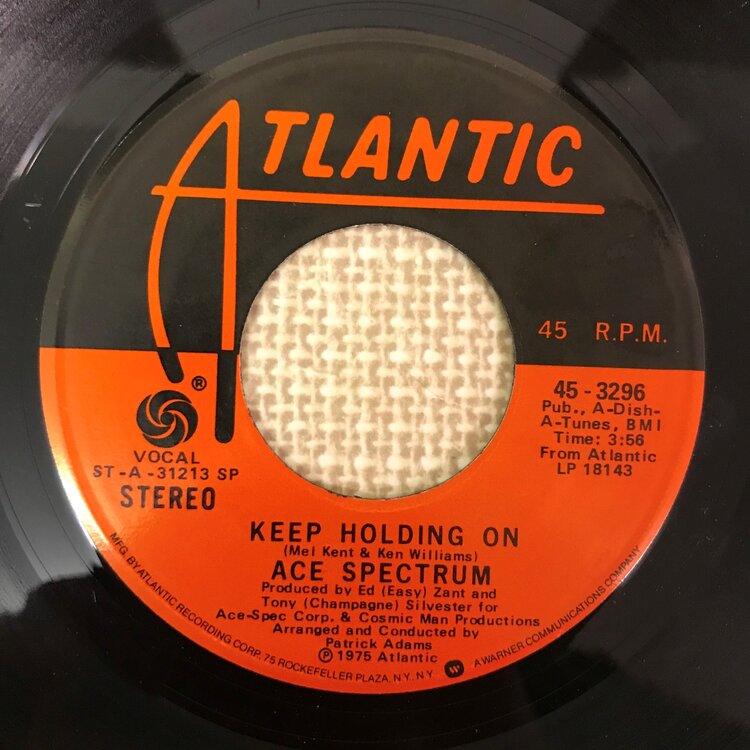 ATLANTIC
45 R.P.M.
®
VOCAL
ST-A-31213 SP
STEREO
45-3296
Pub., A-Dish-
A-Tunes, BMI
Time: 3:56
From Atlantic
LP 18143
KEEP HOLDING ON
(Mel Kent & Ken Williams)
ACE SPECTRUM
Produced by Ed (Easy) Zant and
Tony (Champagne) Silvester for
Ace-Spec Corp. & Cosmic Man Productions
Arranged and Conducted by
Patrick Adams
℗ 1975 Atlantic
MFG. BY ATLANTIC RECORDING CORP. 75 ROCKEFELLER PLAZA, N.Y., N.Y. W A WARNER COMMUNICATIONS COMPANY